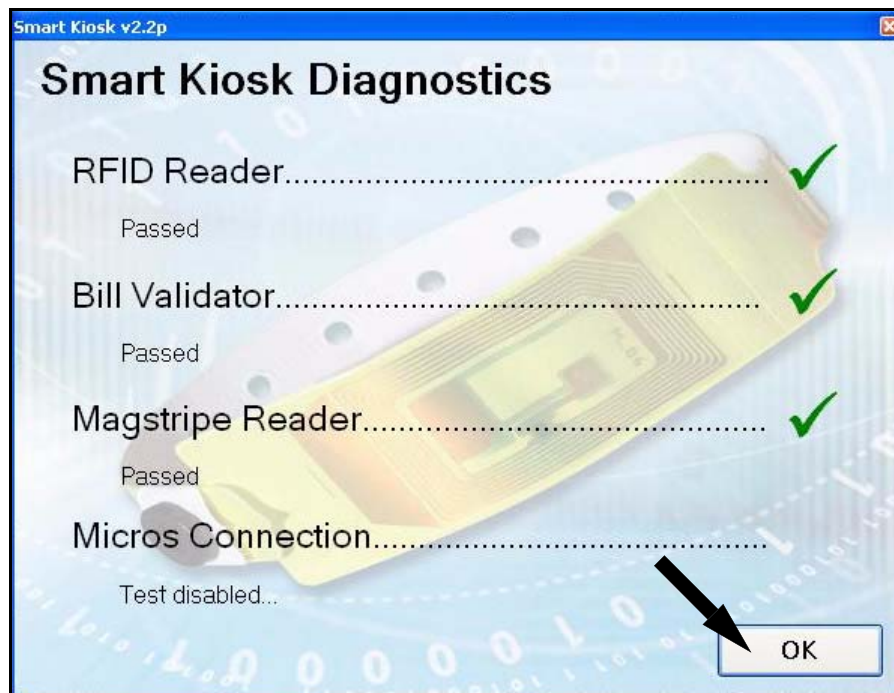 Smart Kiosk v2.2p
Smart Kiosk Diagnostics
RFID Reader......................................................
Passed
Bill Validator......................................................
Passed
Magstripe Reader.............................................
Passed
Micros Connection............................................
Test disabled...
OK